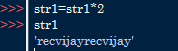 >>> str1=str1*2
>>> str1
'recvijayrecvijay'